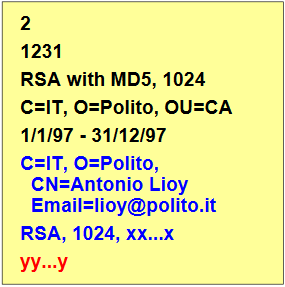 2
1231
RSA with MD5, 1024
C=IT, O=Polito, OU=CA
1/1/97 - 31/12/97
C=IT, O=Polito,
CN=Antonio Lioy
Email=lioy@polito.it
RSA, 1024, xx...x
yy...y